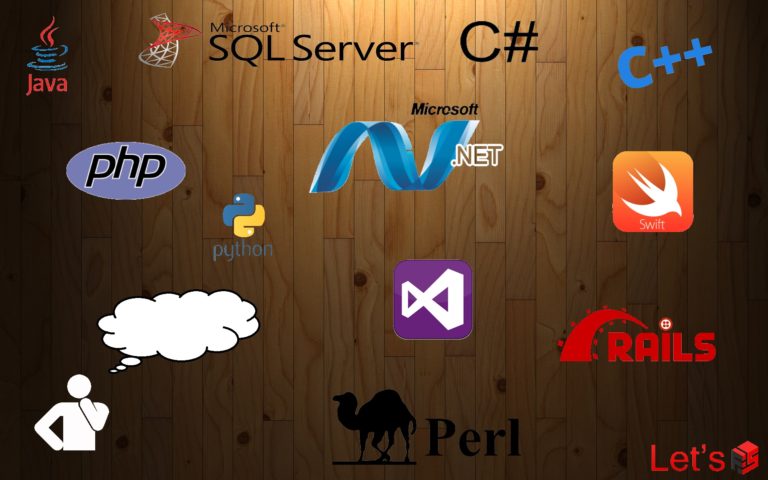 Java
Microsoft
SQL Server
C#
C++
Microsoft
.NET
php
Swift
python
RAILS
Perl
Let's